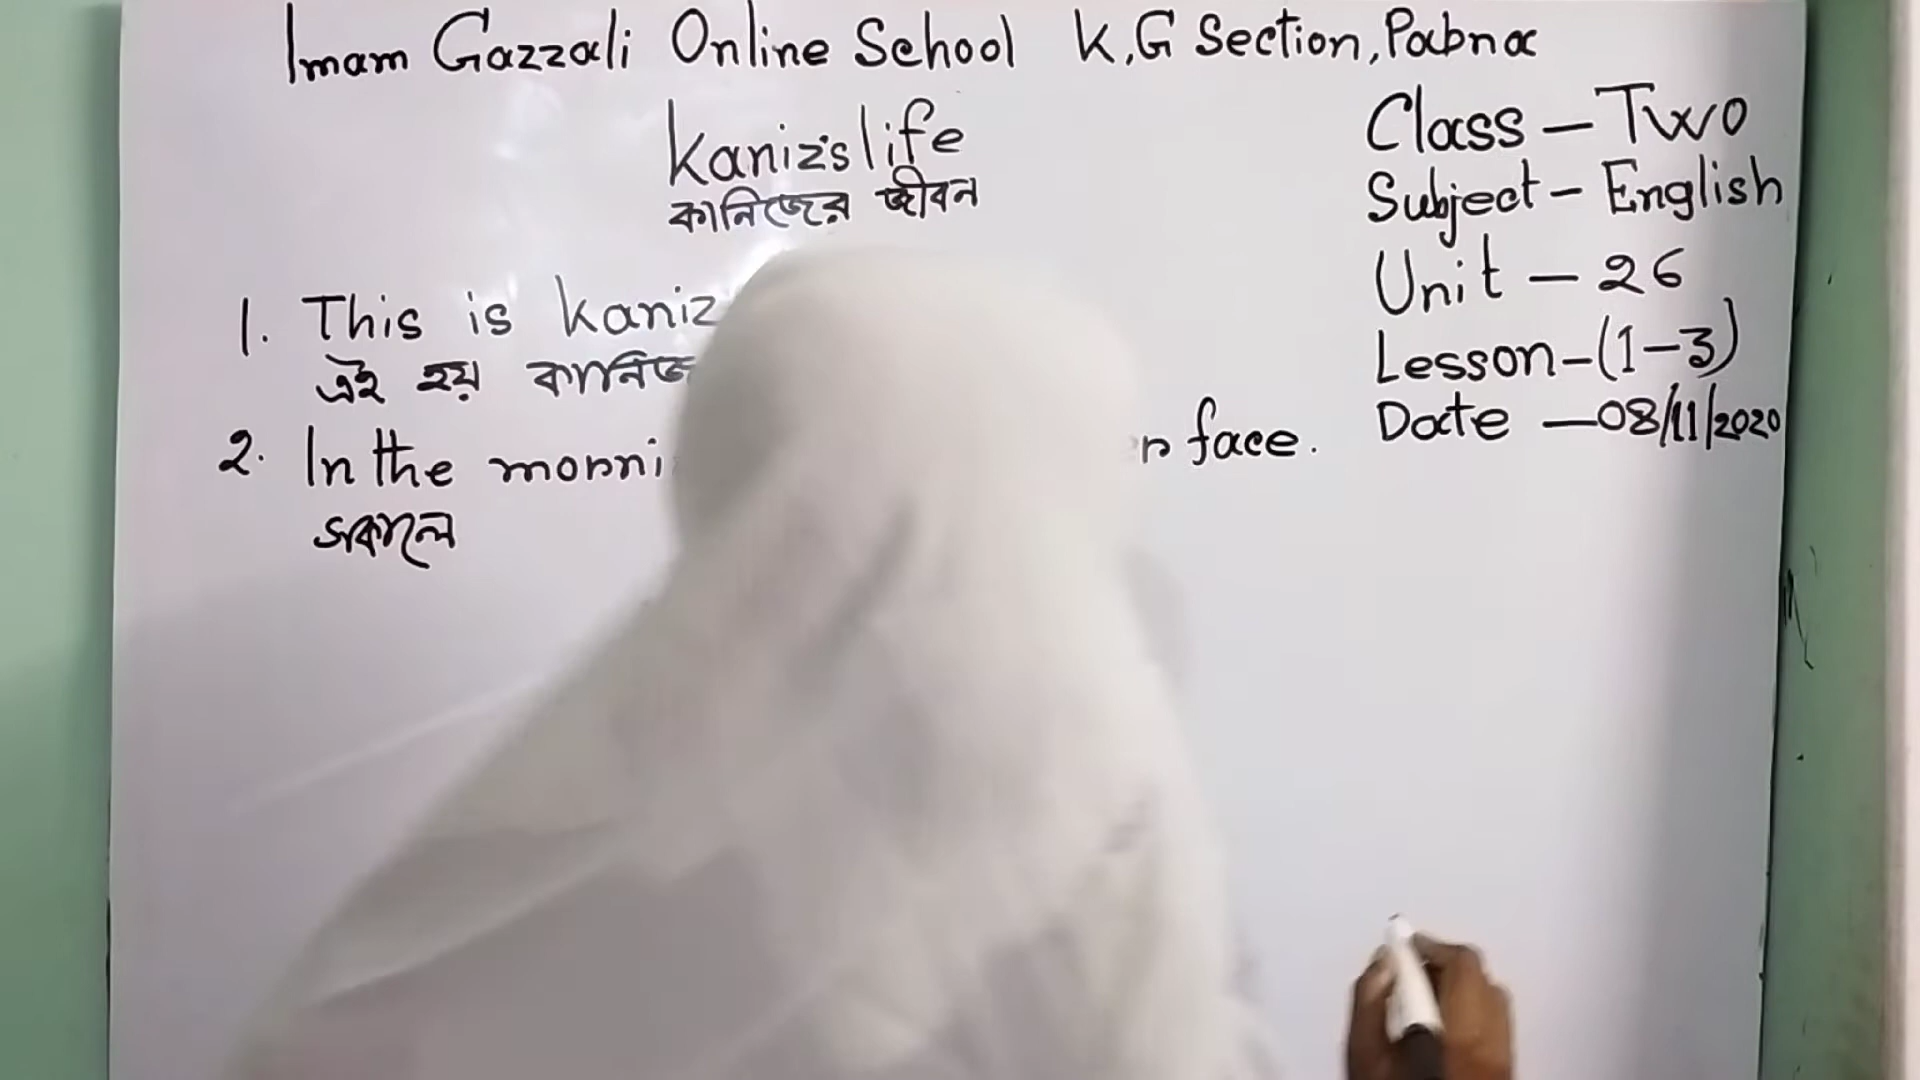 Imam Gazzali Online School K,G Section, Pabna
Kaniz's life
কানিজের জীবন
Class – Two
Subject – English
Unit – 26
Lesson – (1–3)
Date – 08/11/2020
1. This is Kaniz
এই হয় কানিজ
2. In the face.
সকালে